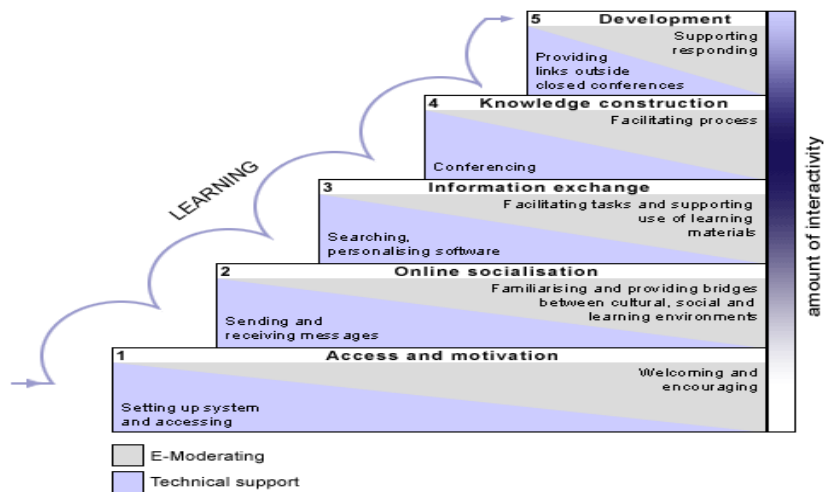 5 Development
Supporting
responding
Providing
links outside
closed conferences
4 Knowledge construction
Facilitating process
Conferencing
3 Information exchange
Facilitating tasks and supporting
use of learning
materials
Searching,
personalising software
2 Online socialisation
Familiarising and providing bridges
between cultural, social and
learning environments
Sending and
receiving messages
1 Access and motivation
Welcoming and
encouraging
Setting up system
and accessing
LEARNING
amount of interactivity
E-Moderating
Technical support